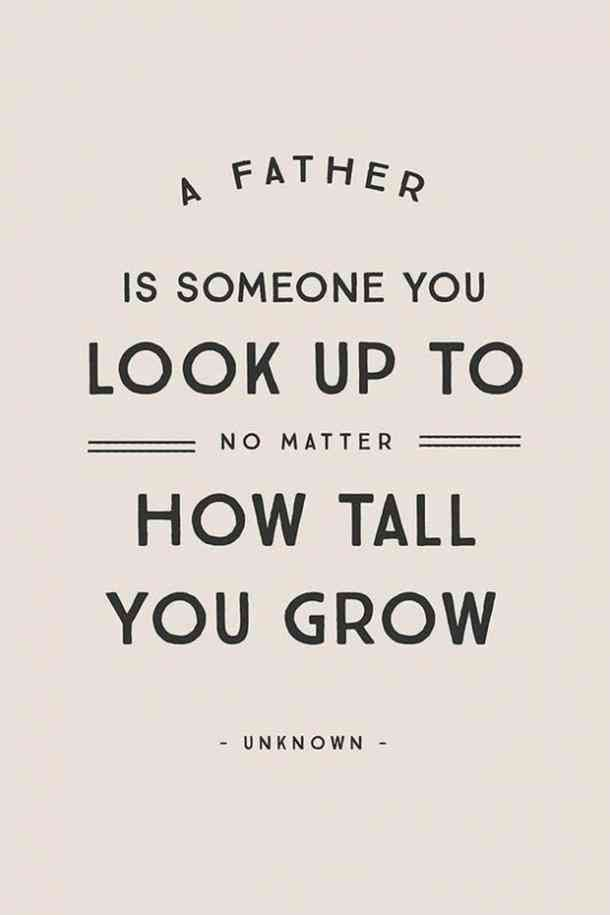 A FATHER
IS SOMEONE YOU
LOOK UP TO
NO MATTER
HOW TALL
YOU GROW
- UNKNOWN -